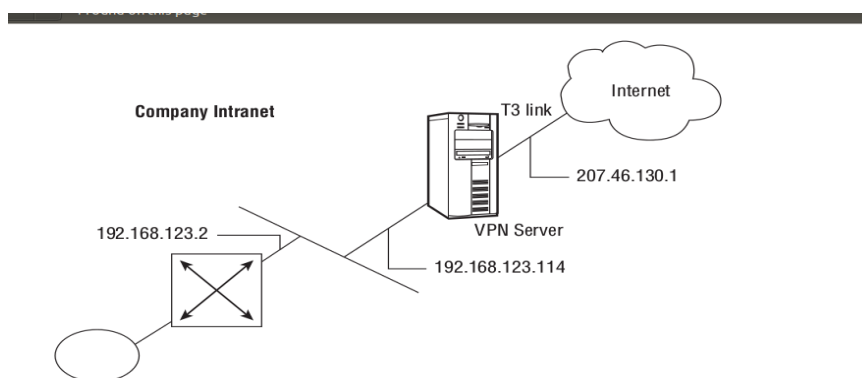 Internet
T3 link
Company Intranet
207.46.130.1
VPN Server
192.168.123.2
192.168.123.114